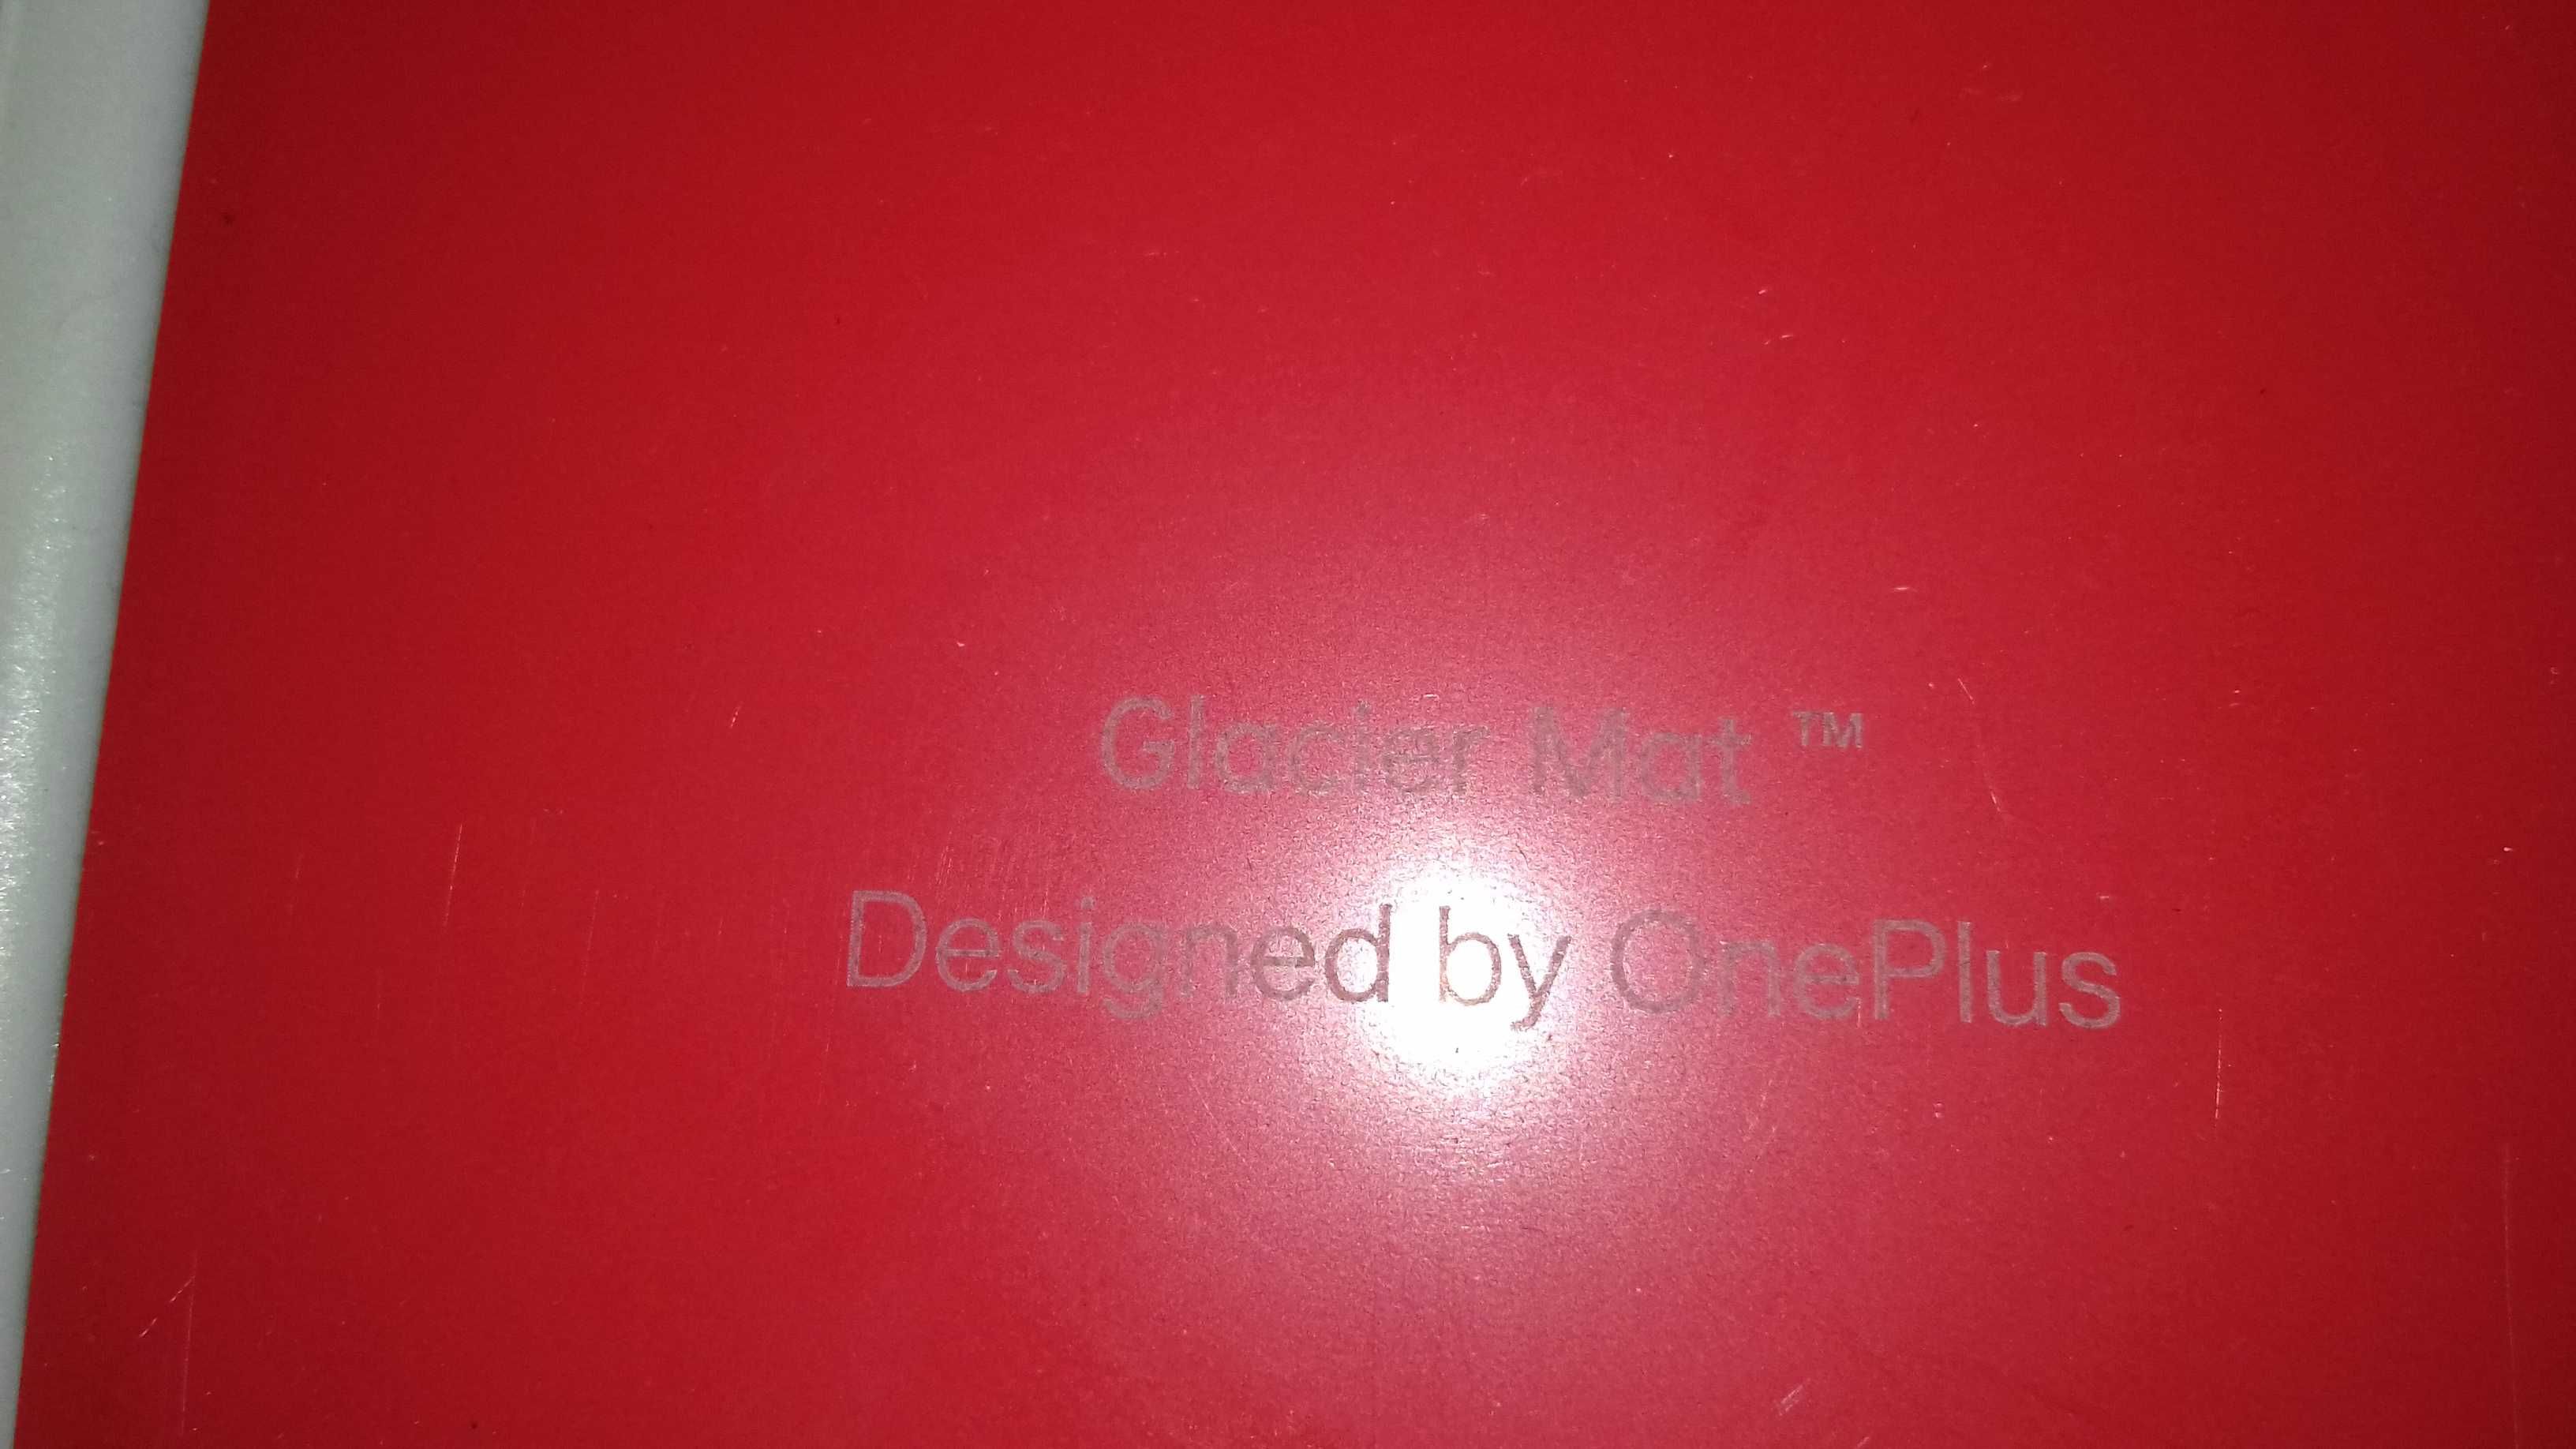 Glacier Mat ™
Designed by OnePlus